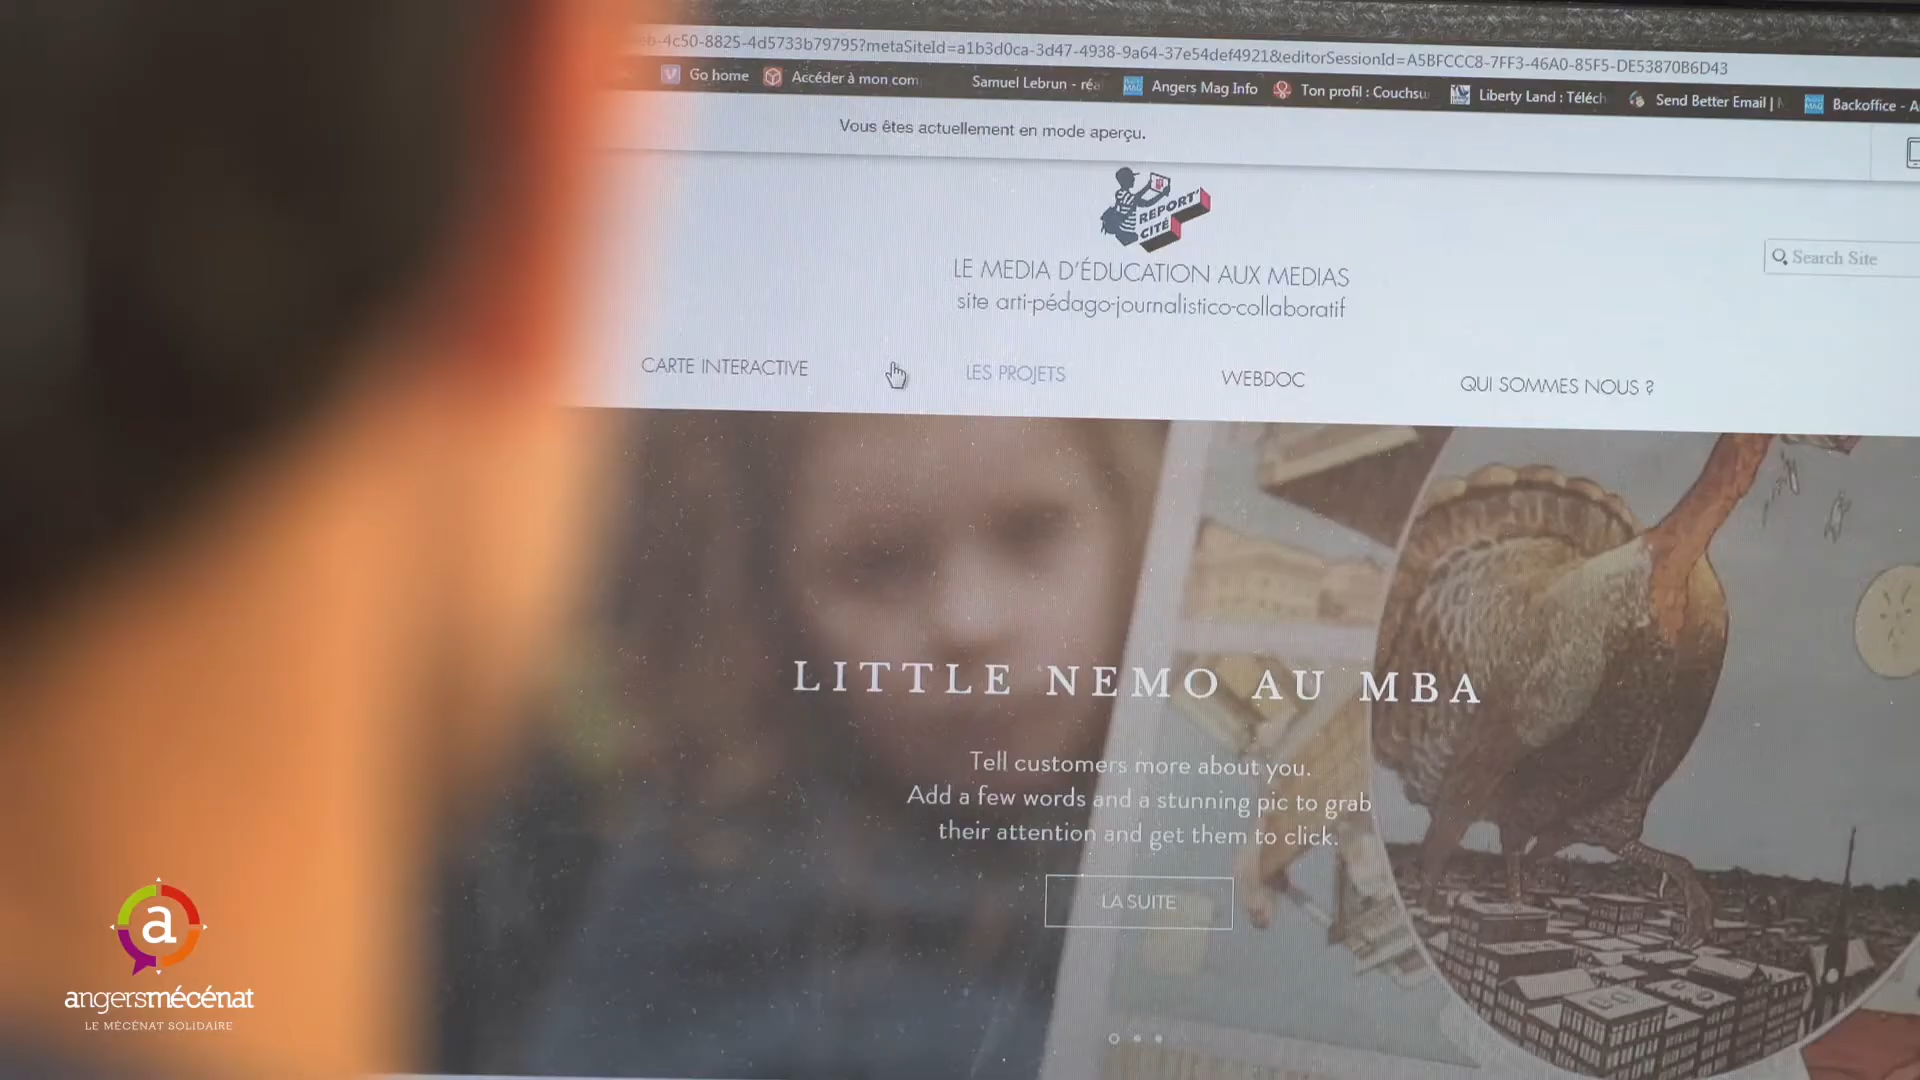 4c50-8825-4d5733b79795?metaSiteId=a1b3d0ca-3d47-4938-9a64-37e54def4921&editorSessionId=A5BFCCC8-7FF3-46A0-85F5-DE53870B6D43
Go home Accéder à mon com Samuel Lebrun - réa Angers Mag Info Ton profil : Couchsu Liberty Land : Téléch Send Better Email | Backoffice - A
Vous êtes actuellement en mode aperçu.
REPORT'
CITÉ
LE MEDIA D'ÉDUCATION AUX MEDIAS
Search Site
site arti-pédago-journalistico-collaboratif
CARTE INTERACTIVE LES PROJETS WEBDOC QUI SOMMES NOUS ?
LITTLE NEMO AU MBA
Tell customers more about you.
Add a few words and a stunning pic to grab
their attention and get them to click.
LA SUITE
a
angersmécénat
LE MÉCÉNAT SOLIDAIRE